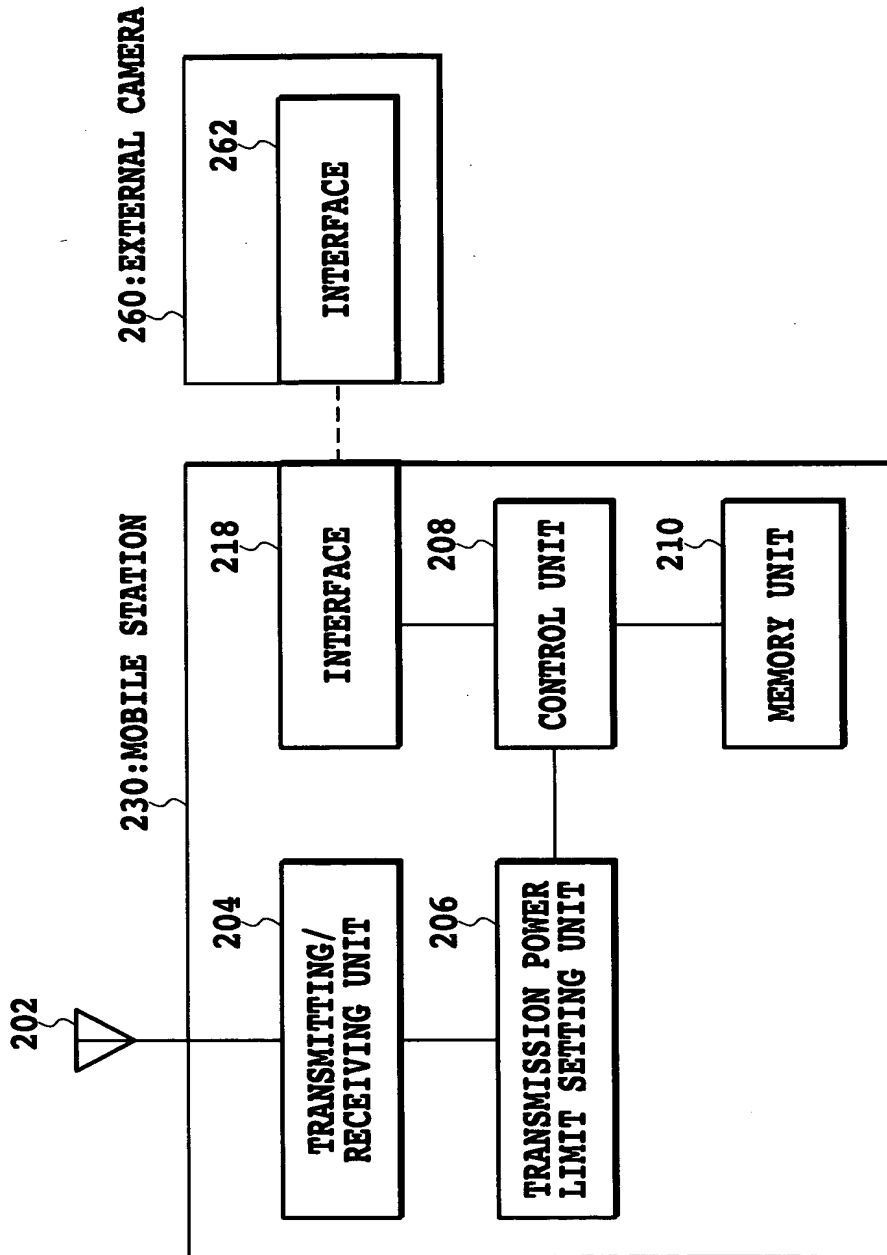 230:MOBILE STATION
260:EXTERNAL CAMERA
202
204
TRANSMITTING/
RECEIVING UNIT
218
INTERFACE
262
INTERFACE
206
TRANSMISSION POWER
LIMIT SETTING UNIT
208
CONTROL UNIT
210
MEMORY UNIT